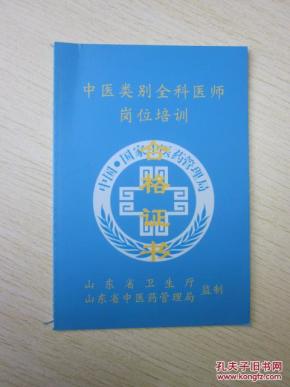 中医类别全科医师
岗位培训
中国·国家中医药管理局
合格证书
山东省卫生厅
山东省中医药管理局
监制
孔夫子旧书网